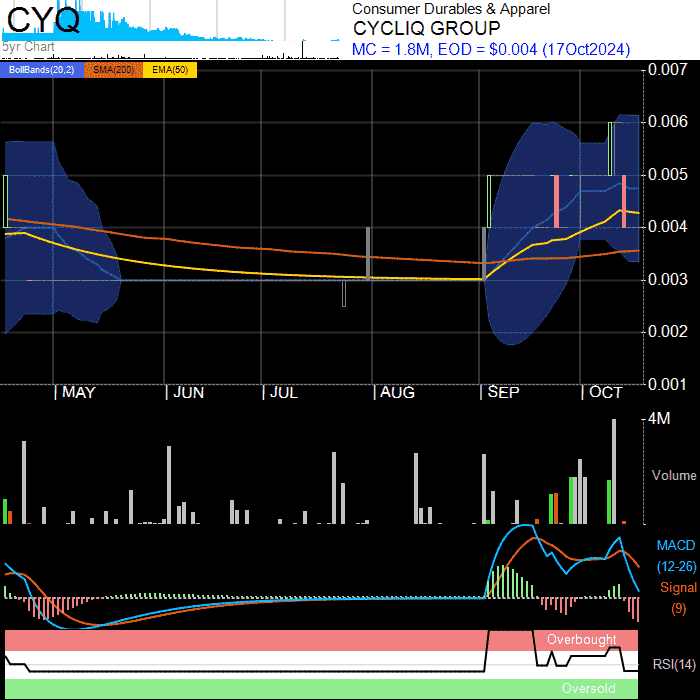 CYQ
5yr Chart
Consumer Durables & Apparel
CYCLIQ GROUP
MC = 1.8M, EOD = $0.004 (17Oct2024)
BollBands(20,2) SMA(200) EMA(50)
0.007
0.006
0.005
0.004
0.003
0.002
0.001
| MAY | JUN | JUL | AUG | SEP | OCT
4M
Volume
MACD
(12-26)
Signal
(9)
Overbought
RSI(14)
Oversold